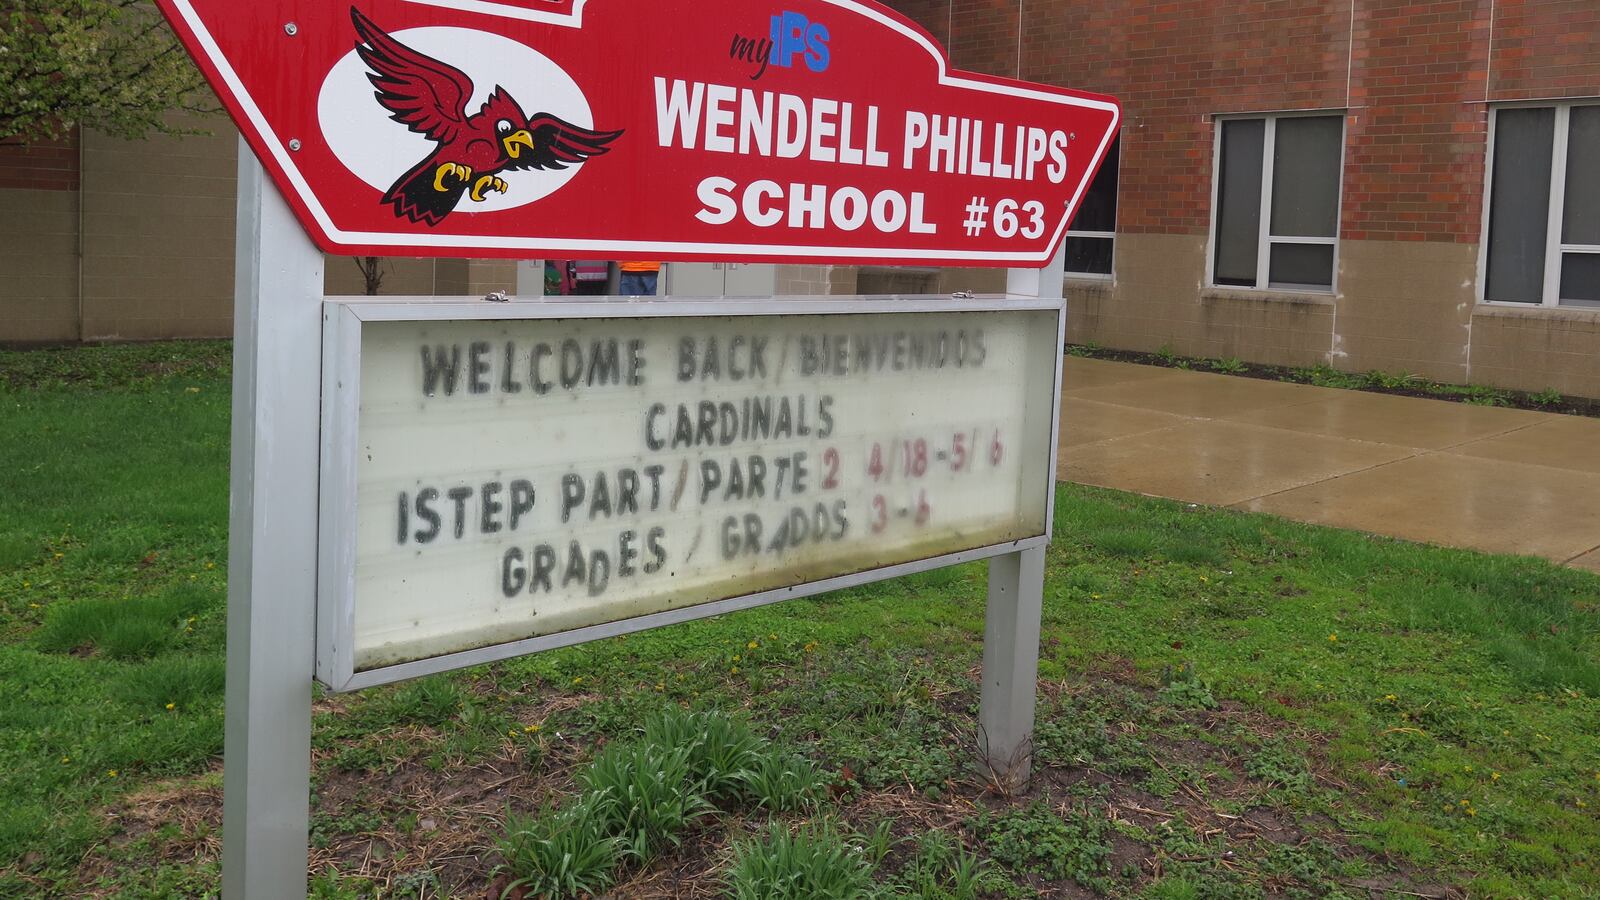 myIPS
WENDELL PHILLIPS
SCHOOL #63
WELCOME BACK / BIENVENIDOS
CARDINALS
ISTEP PART / PARTE 2 4/18-5/6
GRADES / GRADOS 3-6